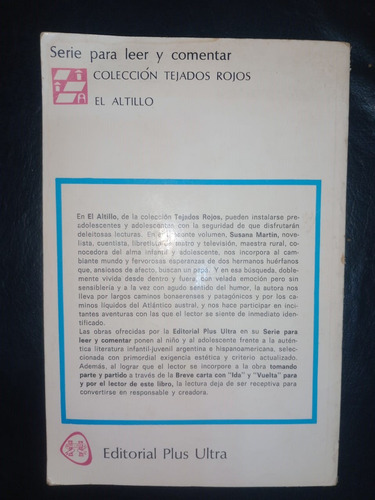 Serie para leer y comentar
COLECCIÓN TEJADOS ROJOS
A
EL ALTILLO
En El Altillo, de la colección Tejados Rojos, pueden instalarse pre-
adolescentes y adolescentes con la seguridad de que disfrutarán
deleitosas lecturas. En el presente volumen, Susana Martín, nove-
lista, cuentista, libretista de teatro y televisión, maestra rural, co-
nocedora del alma infantil y adolescente, nos incorpora al cam-
biante mundo y fervorosas esperanzas de dos hermanos huérfanos
que, ansiosos de afecto, buscan un papá. Y en esa búsqueda, doble-
mente vivida desde dentro y fuera, con velada emoción pero sin
sensiblería y a la vez con agudo sentido del humor, la autora nos
lleva por largos caminos bonaerenses y patagónicos y por los ca-
minos líquidos del Atlántico austral, y nos hace participar en inci-
tantes aventuras con las que el lector se siente de inmediato iden-
tificado.
Las obras ofrecidas por la Editorial Plus Ultra en su Serie para
leer y comentar ponen al niño y al adolescente frente a la autén-
tica literatura infantil-juvenil argentina e hispanoamericana, selec-
cionada con primordial exigencia estética y criterio actualizado.
Además, al lograr que el lector se incorpore a la obra tomando
parte y partido a través de la Breve carta con "Ida" y "Vuelta" para
y por el lector de este libro, la lectura deja de ser receptiva para
convertirse en responsable y creadora.
Editorial Plus Ultra